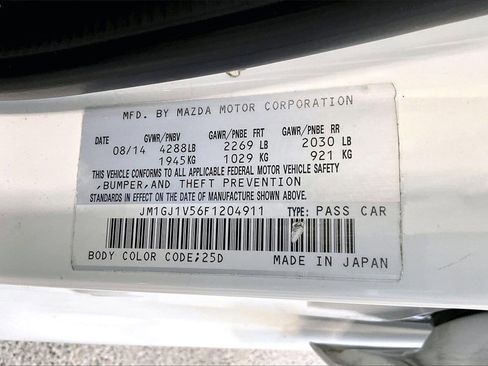 MFD. BY MAZDA MOTOR CORPORATION
DATE GVWR/PNBV GAWR/PNBE FRT GAWR/PNBE RR
08/14 4288LB 2269 LB 2030 LB
1945KG 1029 KG 921 KG
THIS VEHICLE CONFORMS TO ALL APPLICABLE FEDERAL MOTOR VEHICLE SAFETY
,BUMPER,AND THEFT PREVENTION
STANDARDS IN EFFECT ON THE DATE OF MANUFACTURE SHOWN ABOVE.
JM1GJ1V56F1204911 TYPE: PASS CAR
BODY COLOR CODE;25D MADE IN JAPAN